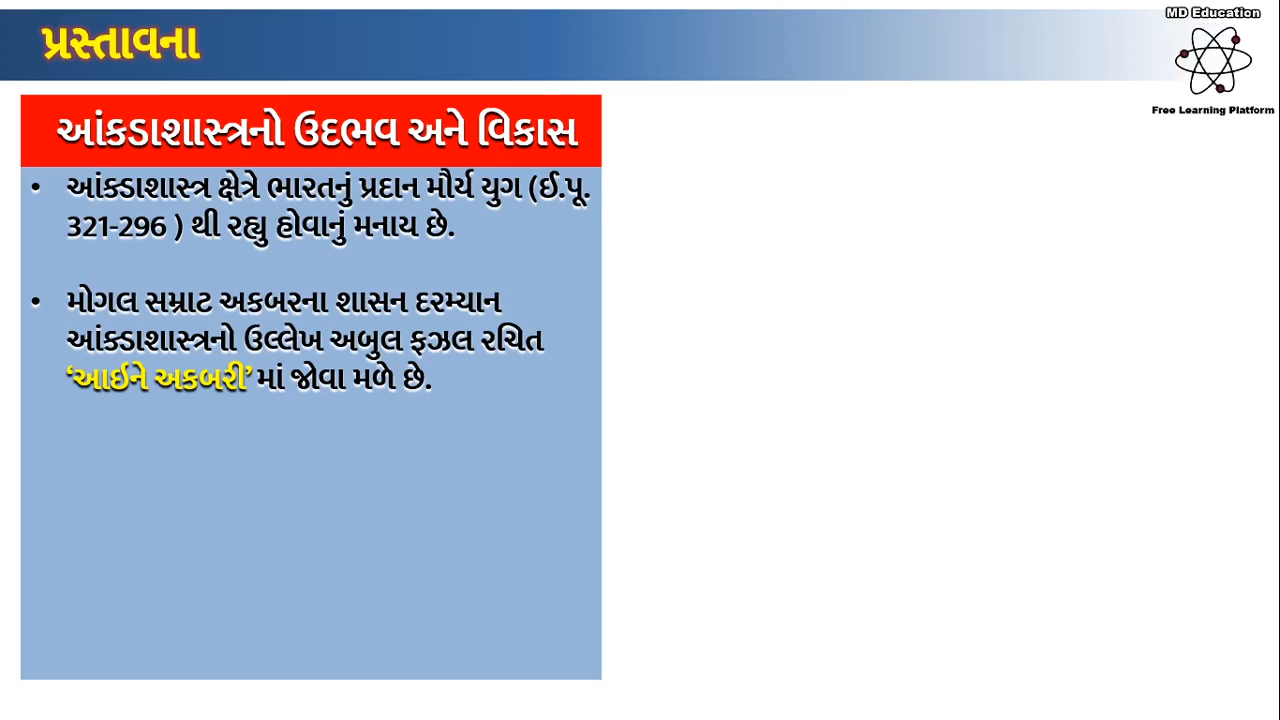 પ્રસ્તાવના
MD Education
Free Learning Platform
આંકડાશાસ્ત્રનો ઉદભવ અને વિકાસ
• આંકડાશાસ્ત્ર ક્ષેત્રે ભારતનું પ્રદાન મૌર્ય યુગ (ઈ.પૂ.
321-296 ) થી રહ્યુ હોવાનું મનાય છે.
• મોગલ સમ્રાટ અકબરના શાસન દરમ્યાન
આંકડાશાસ્ત્રનો ઉલ્લેખ અબુલ ફઝલ રચિત
‘આઈને અકબરી’ માં જોવા મળે છે.